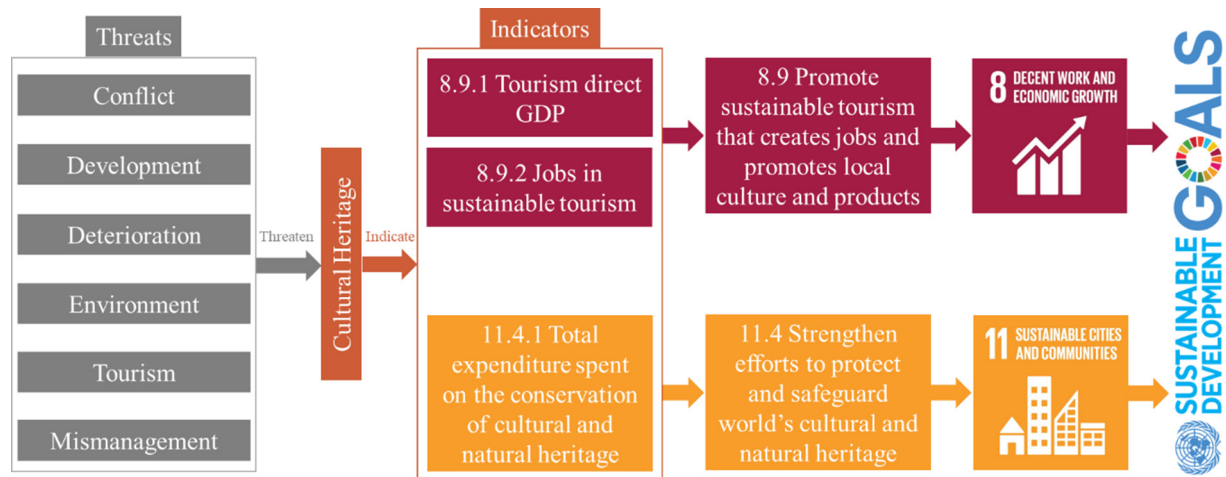 Threats
Conflict
Development
Deterioration
Environment
Tourism
Mismanagement
Threaten
Cultural Heritage
Indicate
Indicators
8.9.1 Tourism direct
GDP
8.9.2 Jobs in
sustainable tourism
11.4.1 Total
expenditure spent
on the conservation
of cultural and
natural heritage
8.9 Promote
sustainable tourism
that creates jobs and
promotes local
culture and products
11.4 Strengthen
efforts to protect
and safeguard
world's cultural and
natural heritage
8 DECENT WORK AND
ECONOMIC GROWTH
11 SUSTAINABLE CITIES
AND COMMUNITIES
SUSTAINABLE
DEVELOPMENT
GOALS